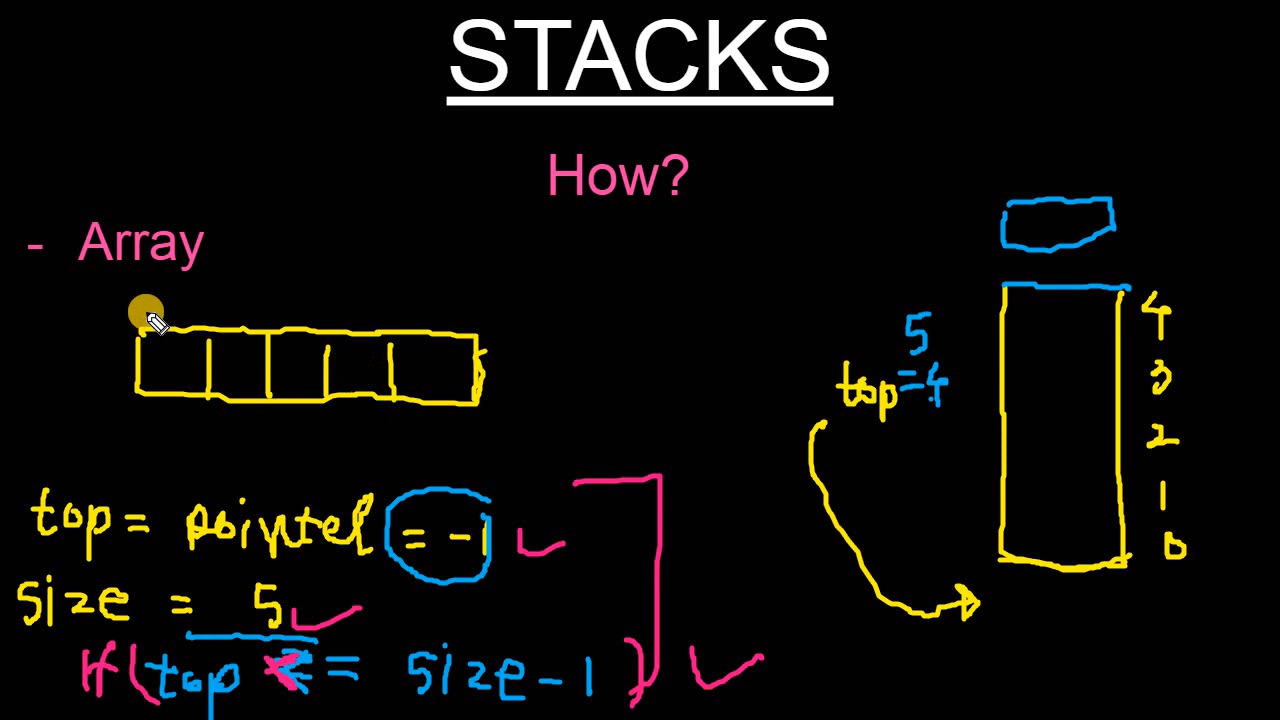 STACKS
How?
- Array
5
top = 4
4
3
2
1
0
top = pointer = -1
size = 5
if(top == size-1)